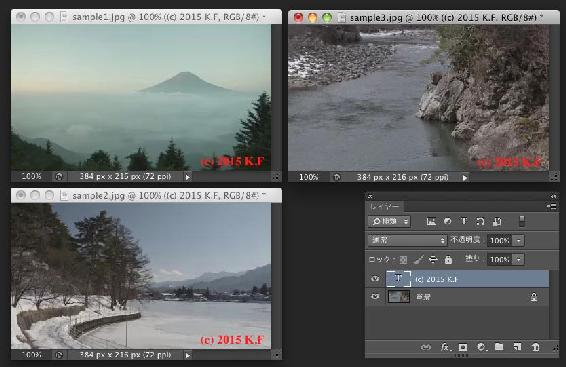 sample1.jpg @ 100% ((c) 2015 K.F, RGB/8#) *
(c) 2015 K.F
100%
384 px x 216 px (72 ppi)
sample3.jpg @ 100% ((c) 2015 K.F, RGB/8#) *
(c) 2015 K.F
100%
384 px x 216 px (72 ppi)
sample2.jpg @ 100% ((c) 2015 K.F, RGB/8#) *
(c) 2015 K.F
100%
384 px x 216 px (72 ppi)
レイヤー
種類
通常 不透明度: 100%
ロック: 塗り: 100%
T (c) 2015 K.F
背景